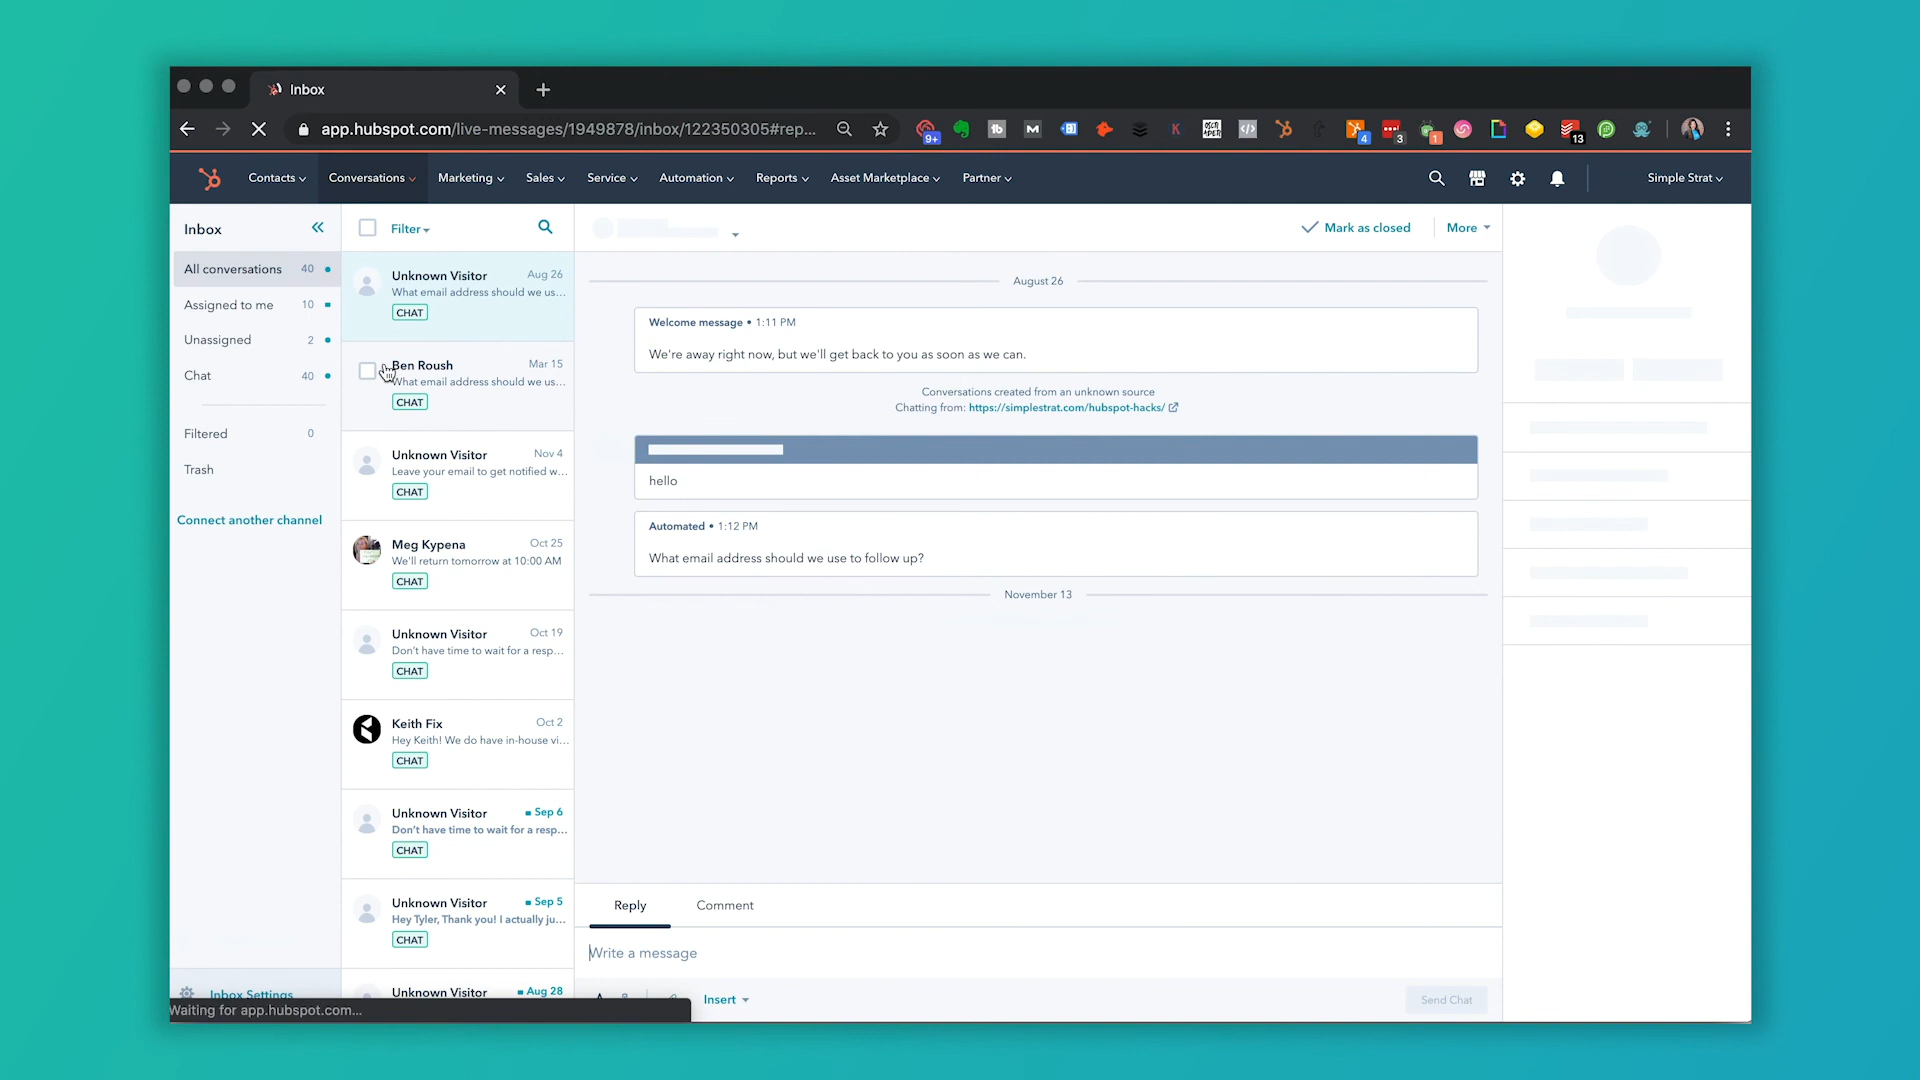 Inbox
app.hubspot.com/live-messages/1949878/inbox/122350305#rep...
9+
4
3
1
13
Contacts
Conversations
Marketing
Sales
Service
Automation
Reports
Asset Marketplace
Partner
Simple Strat
Inbox
All conversations 40
Assigned to me 10
Unassigned 2
Chat 40
Filtered 0
Trash
Connect another channel
Inbox Settings
Waiting for app.hubspot.com...
Filter
Unknown Visitor Aug 26
What email address should we us...
CHAT
Ben Roush Mar 15
What email address should we us...
CHAT
Unknown Visitor Nov 4
Leave your email to get notified w...
CHAT
Meg Kypena Oct 25
We'll return tomorrow at 10:00 AM
CHAT
Unknown Visitor Oct 19
Don't have time to wait for a resp...
CHAT
Keith Fix Oct 2
Hey Keith! We do have in-house vi...
CHAT
Unknown Visitor Sep 6
Don't have time to wait for a resp...
CHAT
Unknown Visitor Sep 5
Hey Tyler, Thank you! I actually ju...
CHAT
Unknown Visitor Aug 28
Mark as closed
More
August 26
Welcome message • 1:11 PM
We're away right now, but we'll get back to you as soon as we can.
Conversations created from an unknown source
Chatting from: https://simplestrat.com/hubspot-hacks/
hello
Automated • 1:12 PM
What email address should we use to follow up?
November 13
Reply
Comment
Write a message
Insert
Send Chat